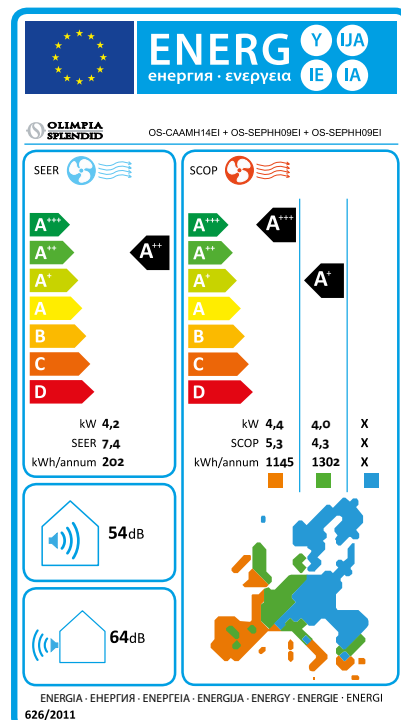 ENERG Y IJA
енергия · ενεργεια IE IA
OLIMPIA
SPLENDID
OS-CAAMH14EI + OS-SEPHH09EI + OS-SEPHH09EI
SEER
A+++
A++
A+
A
B
C
D
A++
kW 4,2
SEER 7,4
kWh/annum 202
SCOP
A+++
A++
A+
A
B
C
D
A+++
A+
kW 4,4 4,0 X
SCOP 5,3 4,3 X
kWh/annum 1145 1302 X
54dB
64dB
ENERGIA · ЕНЕРГИЯ · ΕΝΕΡΓΕΙΑ · ENERGIJA · ENERGY · ENERGIE · ENERGI
626/2011